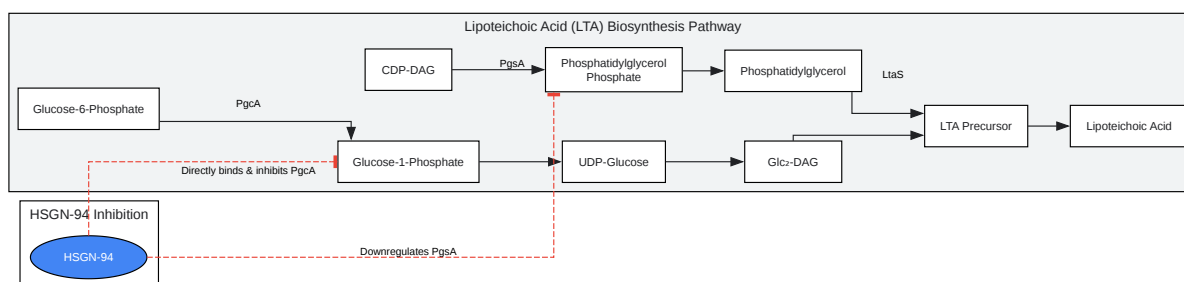 Lipoteichoic Acid (LTA) Biosynthesis Pathway
CDP-DAG
PgsA
Phosphatidylglycerol
Phosphate
Phosphatidylglycerol
LtaS
Glucose-6-Phosphate
PgcA
LTA Precursor
Lipoteichoic Acid
Glucose-1-Phosphate
UDP-Glucose
Glc₂-DAG
Directly binds & inhibits PgcA
HSGN-94 Inhibition
HSGN-94
Downregulates PgsA